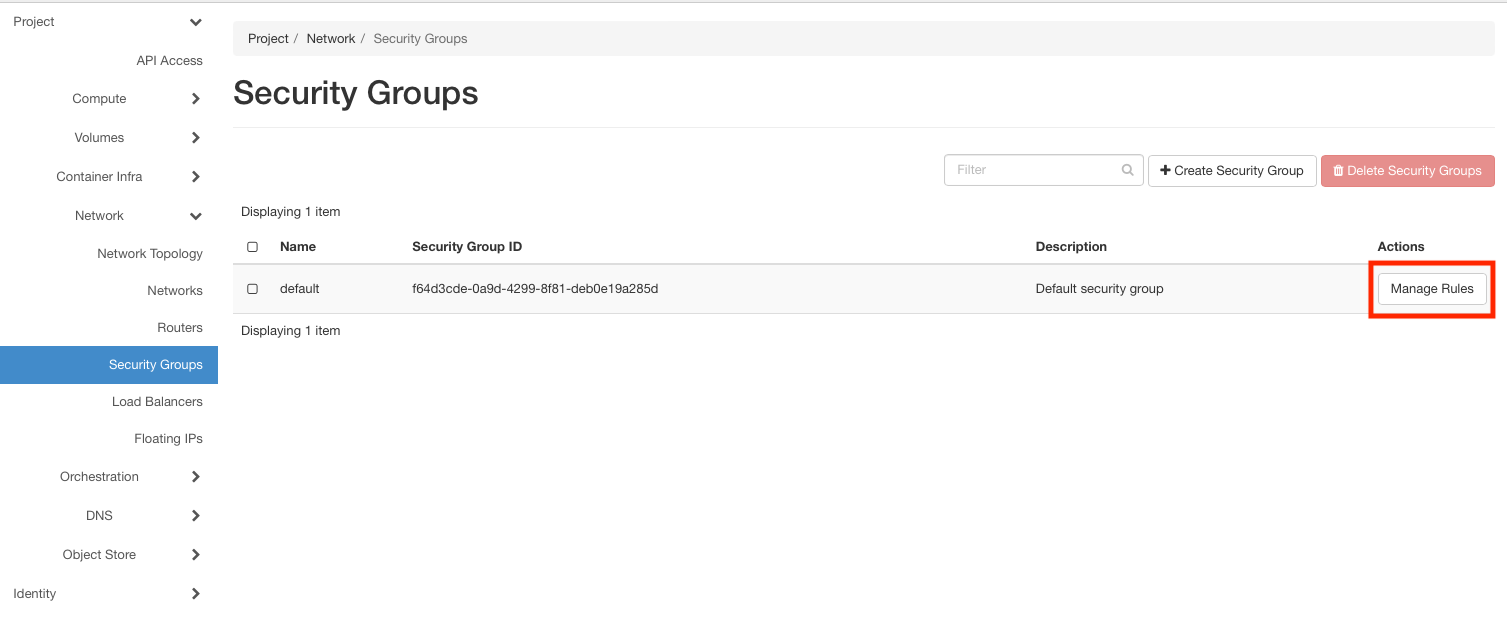 Project
API Access
Compute
Volumes
Container Infra
Network
Network Topology
Networks
Routers
Security Groups
Load Balancers
Floating IPs
Orchestration
DNS
Object Store
Identity
Project / Network / Security Groups
Security Groups
Filter Create Security Group Delete Security Groups
Displaying 1 item
Name Security Group ID Description Actions
default f64d3cde-0a9d-4299-8f81-deb0e19a285d Default security group Manage Rules
Displaying 1 item